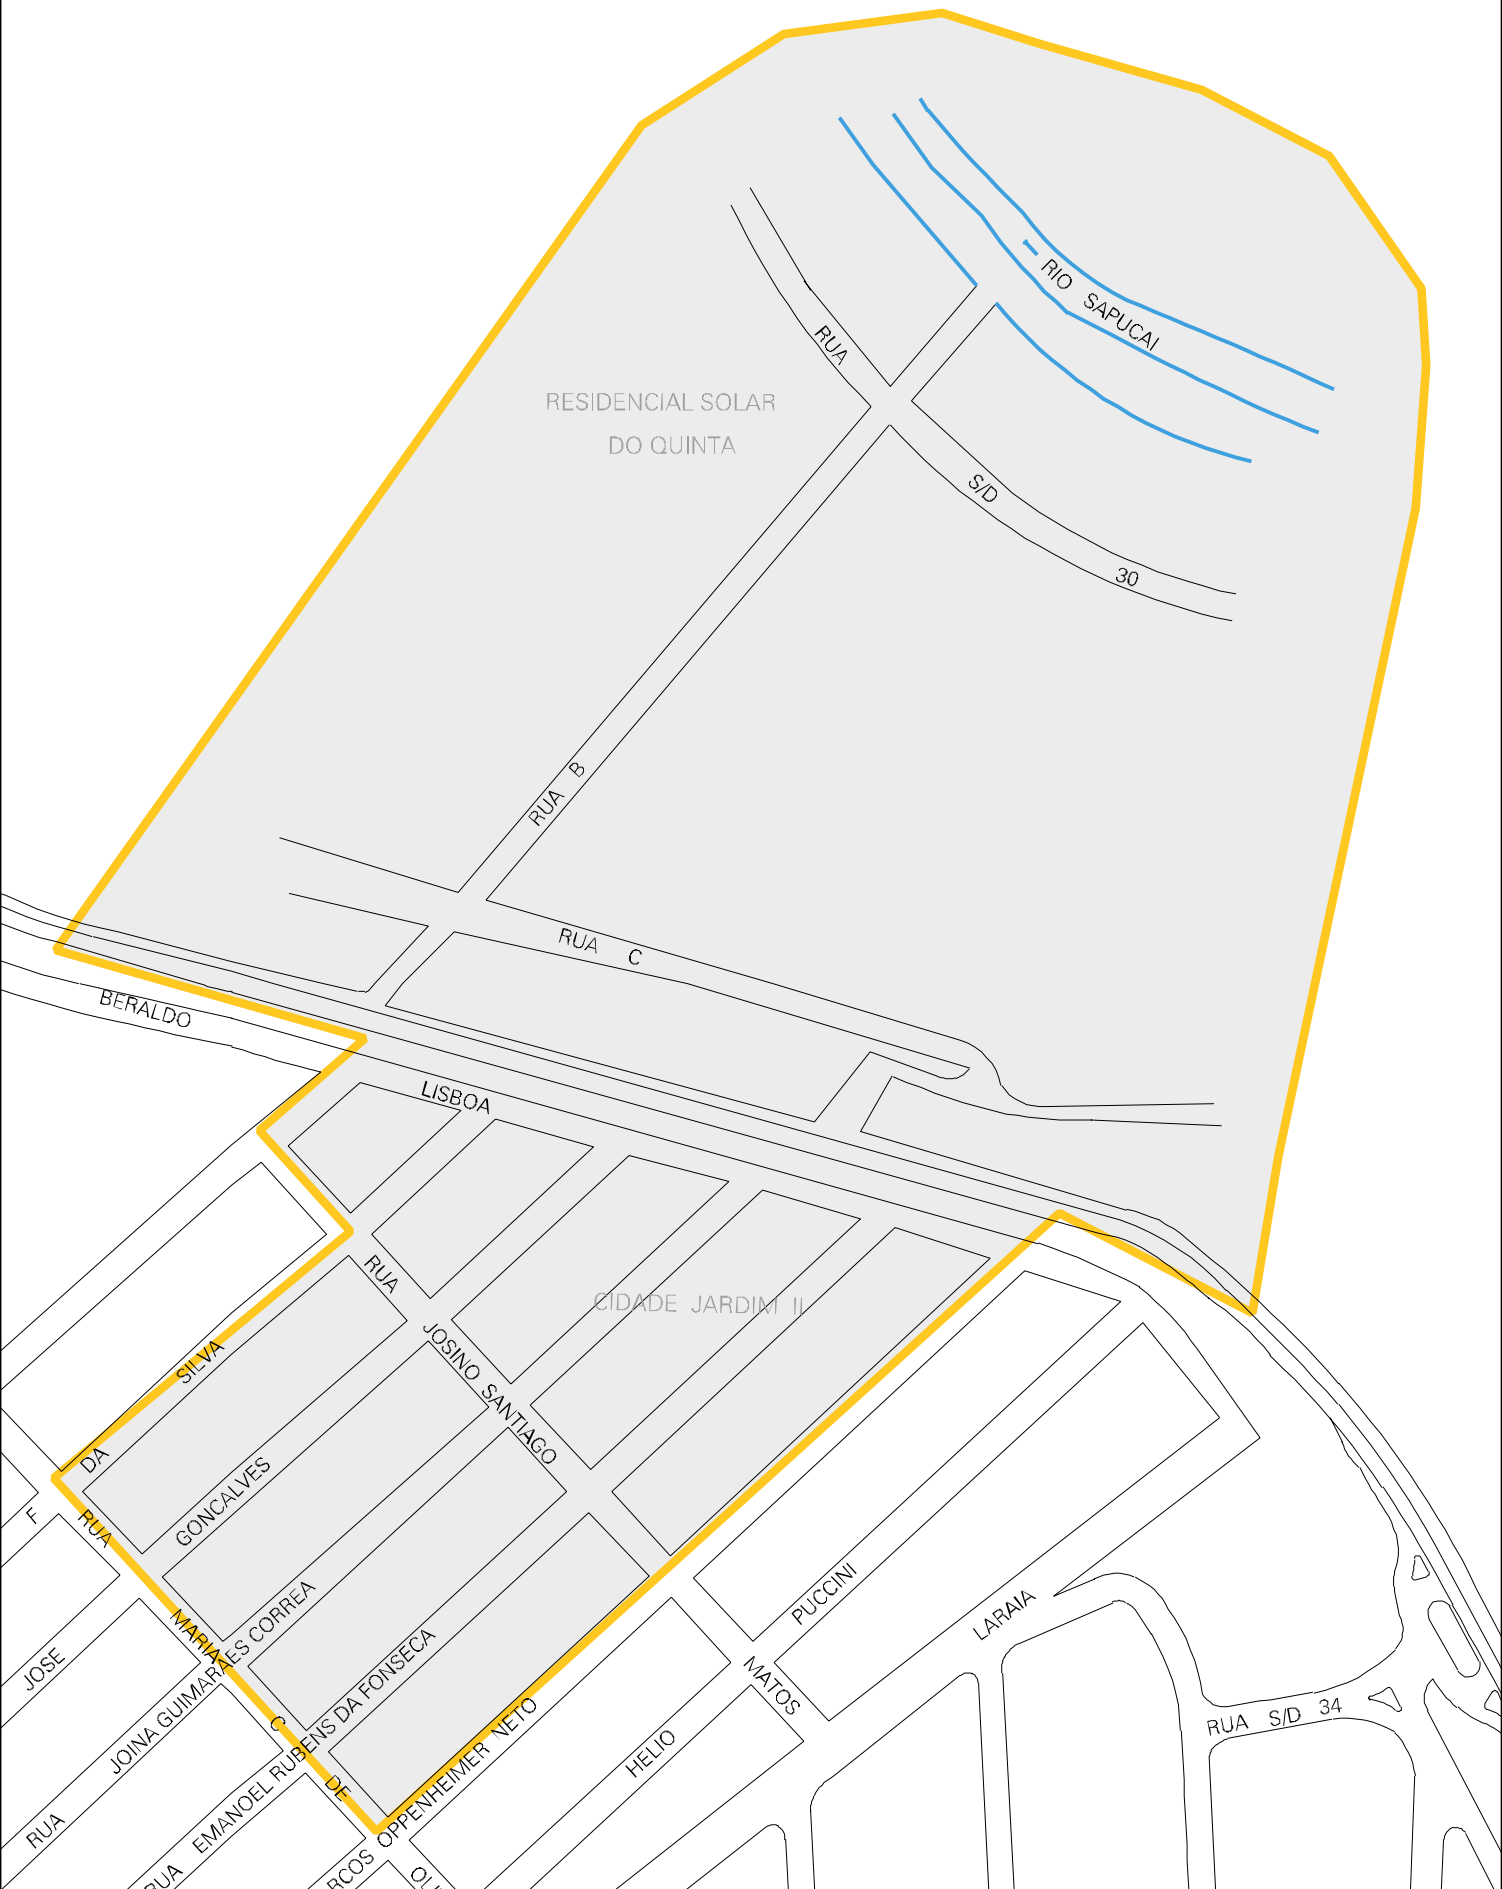 RIO SAPUCAI
RUA S/D 30
RESIDENCIAL SOLAR
DO QUINTA
RUA B
RUA C
BERALDO
LISBOA
RUA JOSINO SANTIAGO
CIDADE JARDIM II
SILVA
DA
GONCALVES
F
RUA MARIA C DE
JOSE
RUA JOINA GUIMARAES CORREA
RUA EMANOEL RUBENS DA FONSECA
RCOS OPPENHEIMER NETO
HELIO PUCCINI
MATOS
LARAIA
RUA S/D 34